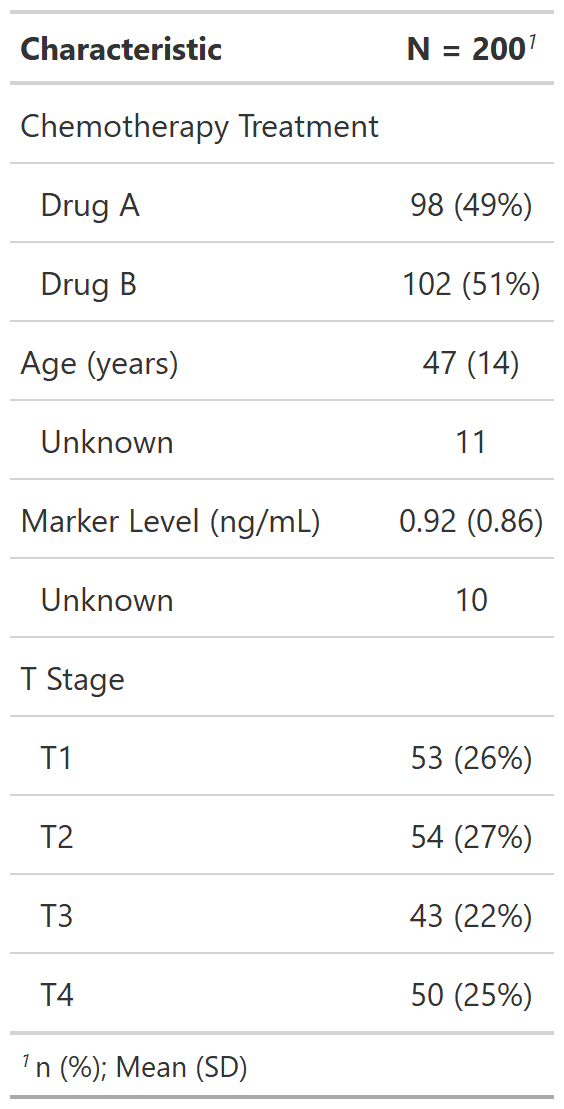 Characteristic N = 200¹
Chemotherapy Treatment
Drug A 98 (49%)
Drug B 102 (51%)
Age (years) 47 (14)
Unknown 11
Marker Level (ng/mL) 0.92 (0.86)
Unknown 10
T Stage
T1 53 (26%)
T2 54 (27%)
T3 43 (22%)
T4 50 (25%)
¹ n (%); Mean (SD)